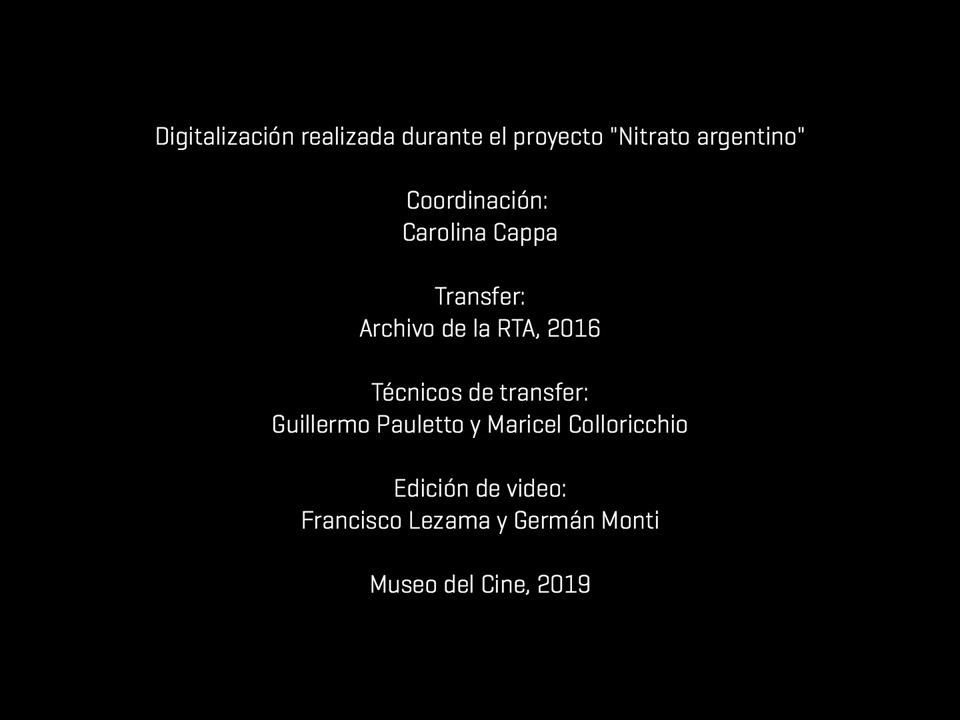 Digitalización realizada durante el proyecto "Nitrato argentino"
Coordinación:
Carolina Cappa
Transfer:
Archivo de la RTA, 2016
Técnicos de transfer:
Guillermo Pauletto y Maricel Colloricchio
Edición de video:
Francisco Lezama y Germán Monti
Museo del Cine, 2019